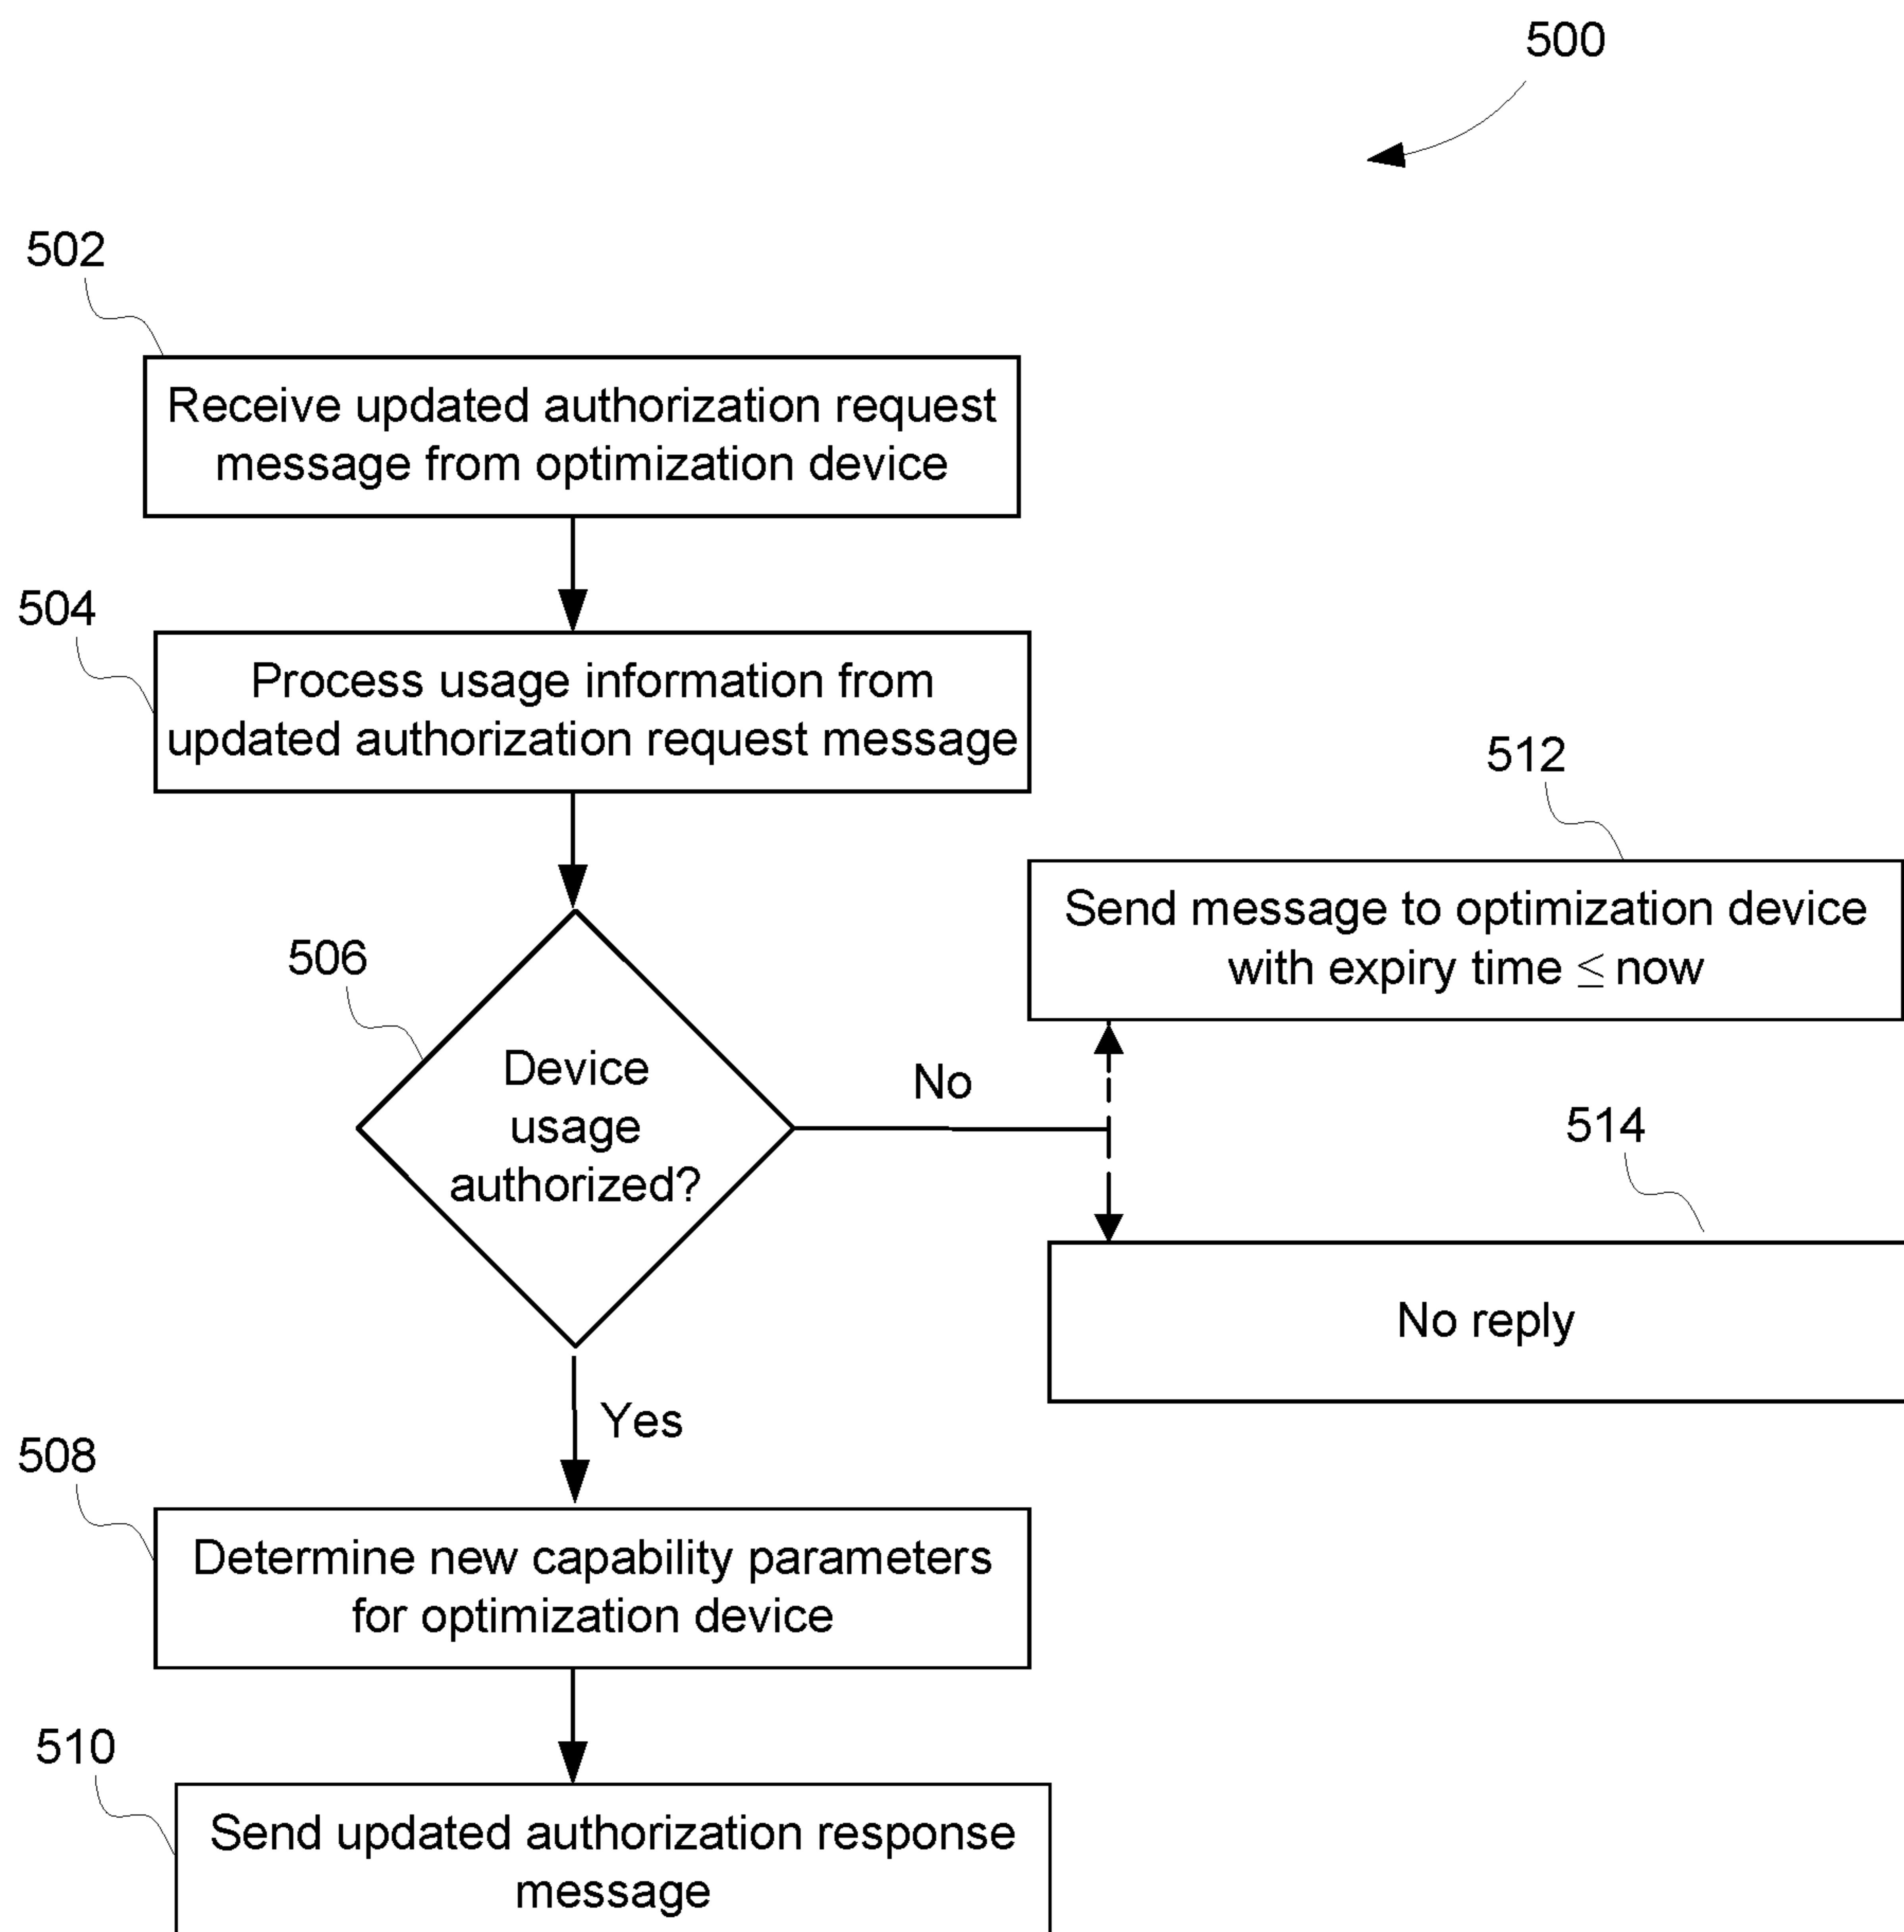 500
502
Receive updated authorization request
message from optimization device
504
Process usage information from
updated authorization request message
512
Send message to optimization device
with expiry time ≤ now
506
Device
usage
authorized?
No
514
No reply
Yes
508
Determine new capability parameters
for optimization device
510
Send updated authorization response
message